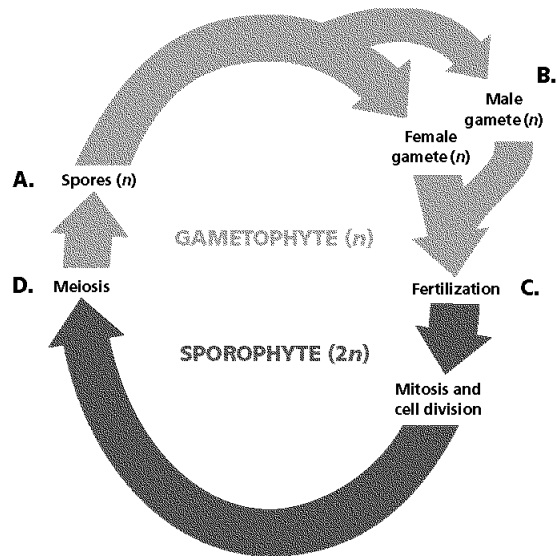 B.
Male
gamete (n)
Female
gamete (n)
A. Spores (n)
GAMETOPHYTE (n)
D. Meiosis
Fertilization C.
SPOROPHYTE (2n)
Mitosis and
cell division